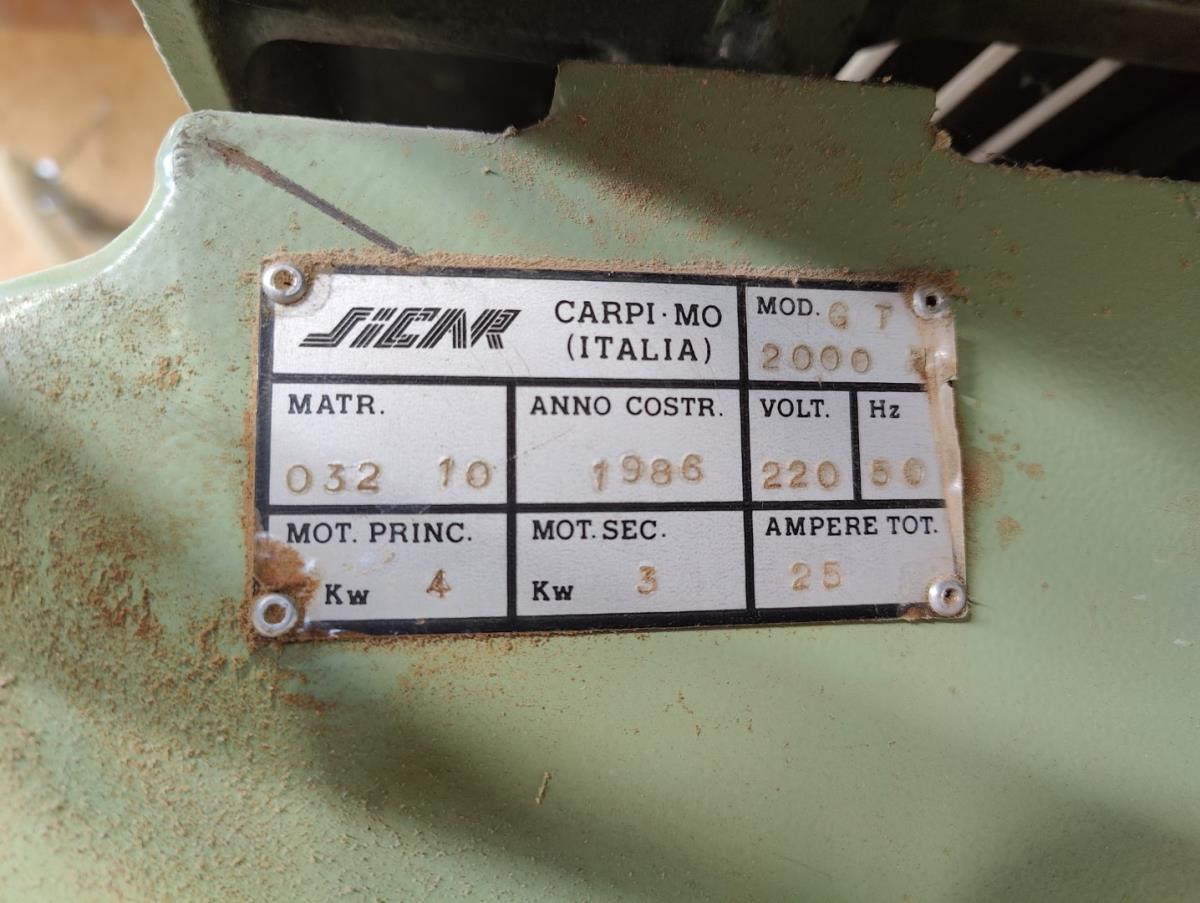 SICAR
CARPI·MO
(ITALIA)
MOD. G T
2000
MATR.
032 10
ANNO COSTR.
1986
VOLT.
220
Hz
50
MOT. PRINC.
Kw 4
MOT. SEC.
Kw 3
AMPERE TOT.
25